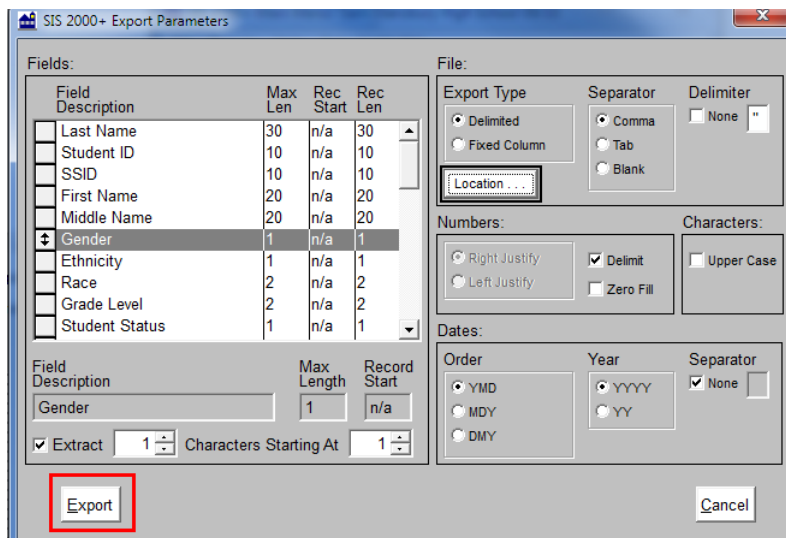 SIS 2000+ Export Parameters
Fields:
Field Description Max Len Rec Start Rec Len
Last Name 30 n/a 30
Student ID 10 n/a 10
SSID 10 n/a 10
First Name 20 n/a 20
Middle Name 20 n/a 20
Gender 1 n/a 1
Ethnicity 1 n/a 1
Race 2 n/a 2
Grade Level 2 n/a 2
Student Status 1 n/a 1
Field Description Max Length Record Start
Gender 1 n/a
Extract 1 Characters Starting At 1
Export
File:
Export Type Separator Delimiter
Delimited Comma None "
Fixed Column Tab
Blank
Location . . .
Numbers: Characters:
Right Justify Delimit Upper Case
Left Justify Zero Fill
Dates:
Order Year Separator
YMD YYYY None
MDY YY
DMY
Cancel